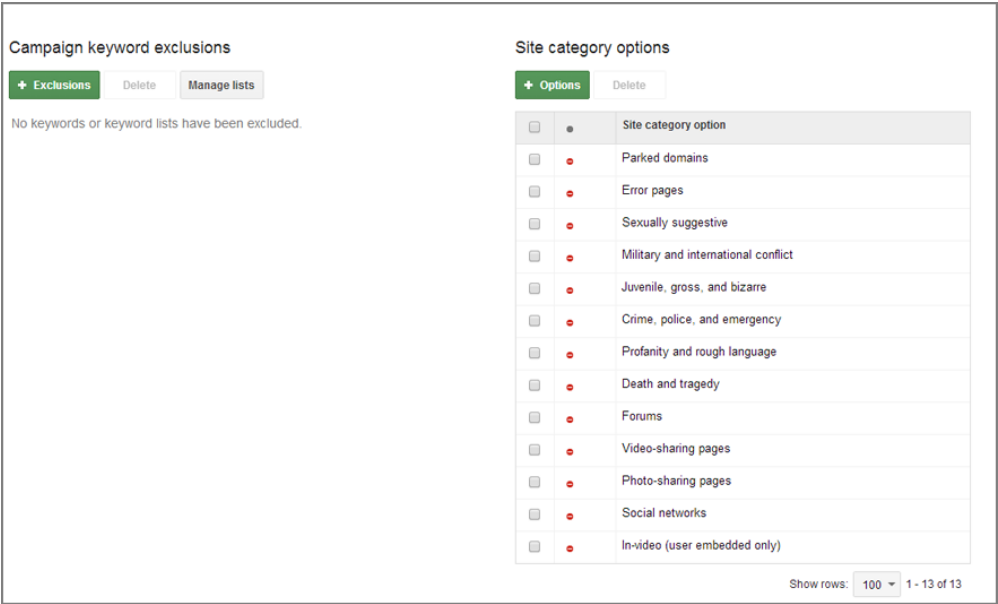 Campaign keyword exclusions
+ Exclusions Delete Manage lists
No keywords or keyword lists have been excluded.
Site category options
+ Options Delete
Site category option
Parked domains
Error pages
Sexually suggestive
Military and international conflict
Juvenile, gross, and bizarre
Crime, police, and emergency
Profanity and rough language
Death and tragedy
Forums
Video-sharing pages
Photo-sharing pages
Social networks
In-video (user embedded only)
Show rows: 100 1 - 13 of 13